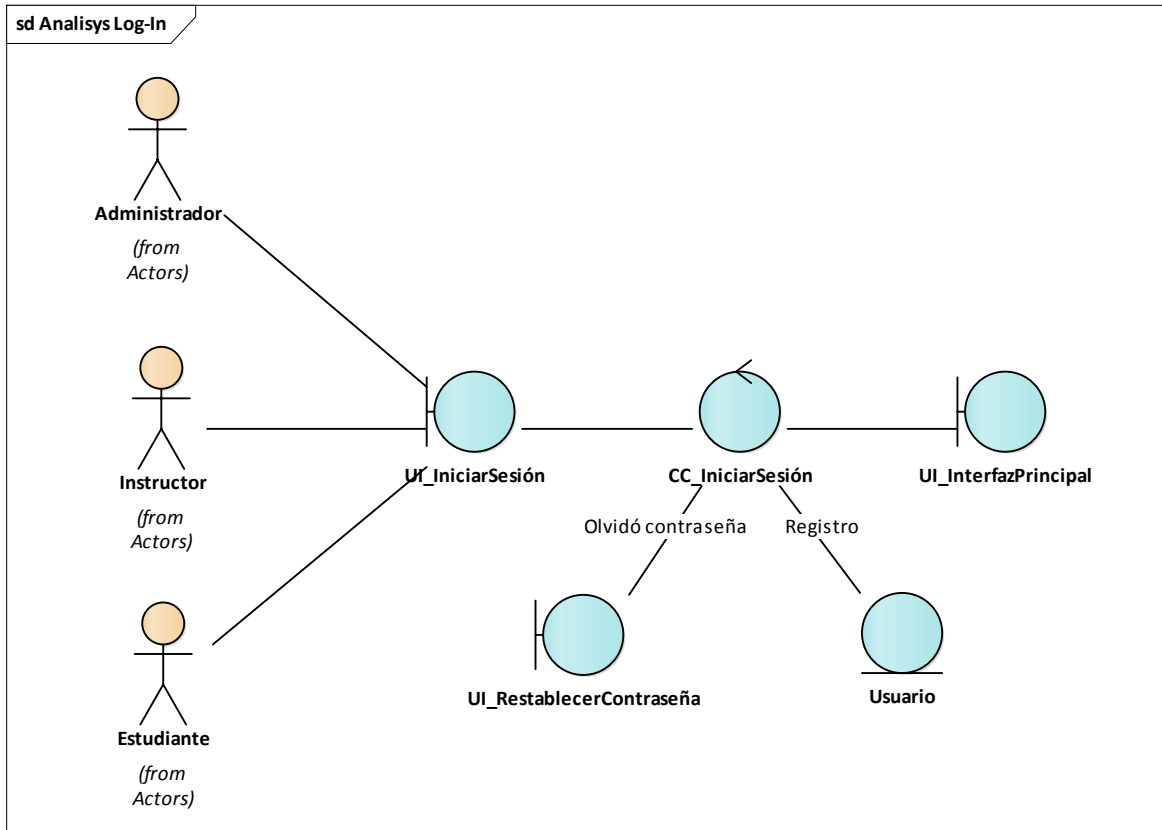 sd Analisys Log-In
Administrador
(from
Actors)
Instructor
(from
Actors)
Estudiante
(from
Actors)
UI_IniciarSesión
CC_IniciarSesión
UI_InterfazPrincipal
Olvidó contraseña
Registro
UI_RestablecerContraseña
Usuario